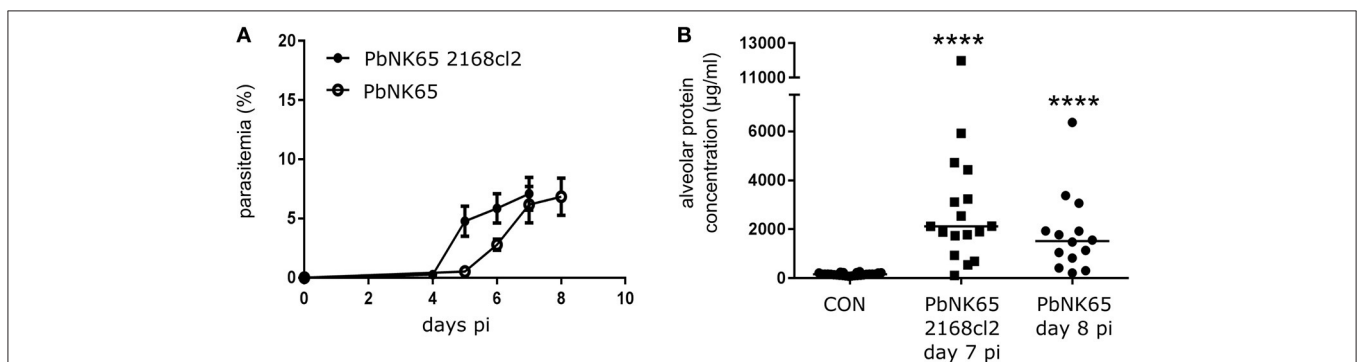 A
20
15
10
5
0
parasitemia (%)
PbNK65 2168cl2
PbNK65
0 2 4 6 8 10
days pi
B
13000
11000
6000
4000
2000
0
alveolar protein
concentration (µg/ml)
****
****
CON
PbNK65
2168cl2
day 7 pi
PbNK65
day 8 pi